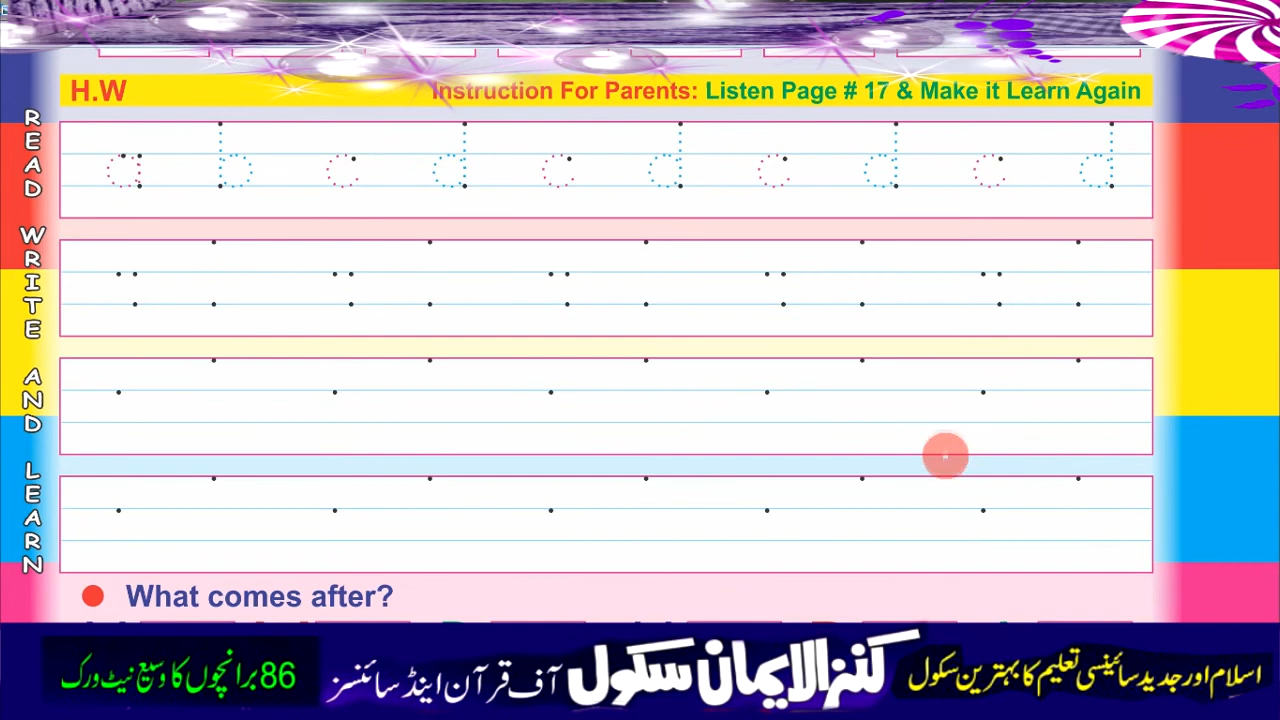 H.W
Instruction For Parents: Listen Page # 17 & Make it Learn Again
READ WRITE AND LEARN
a b c d c d c d c d
What comes after?
اسلام اور جدید سائینسی تعلیم کا بہترین سکول کنزالایمان سکول آف قرآن اینڈ سائنسز 86 برانچوں کا وسیع نیٹ ورک